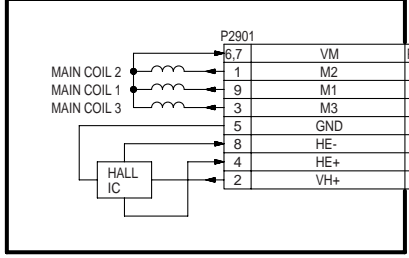 P2901
6,7 VM
MAIN COIL 2 1 M2
MAIN COIL 1 9 M1
MAIN COIL 3 3 M3
5 GND
8 HE-
4 HE+
2 VH+
HALL
IC